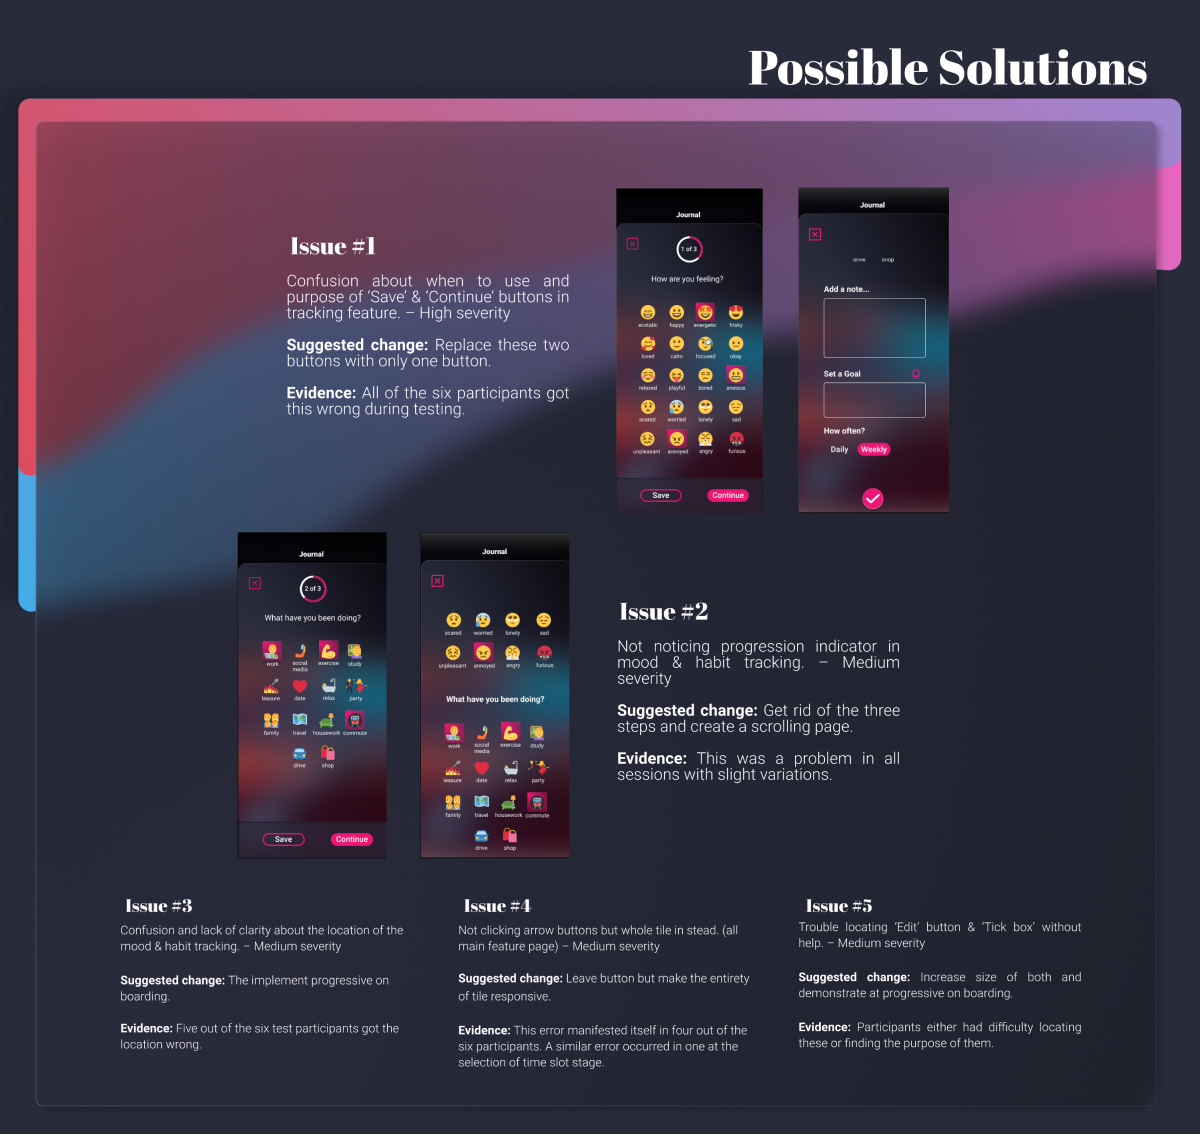 Possible Solutions
Issue #1
Confusion about when to use and
purpose of ‘Save’ & ‘Continue’ buttons in
tracking feature. – High severity
Suggested change: Replace these two
buttons with only one button.
Evidence: All of the six participants got
this wrong during testing.
Journal
1 of 3
How are you feeling?
ecstatic happy energetic frisky
loved calm focused okay
relaxed playful bored anxious
scared worried lonely sad
unpleasant annoyed angry furious
Save Continue
Journal
drive shop
Add a note...
Set a Goal
How often?
Daily Weekly
Journal
2 of 3
What have you been doing?
work social media exercise study
leasure date relax party
family travel housework commute
drive shop
Save Continue
Journal
scared worried lonely sad
unpleasant annoyed angry furious
What have you been doing?
work social media exercise study
leasure date relax party
family travel housework commute
drive shop
Issue #2
Not noticing progression indicator in
mood & habit tracking. – Medium
severity
Suggested change: Get rid of the three
steps and create a scrolling page.
Evidence: This was a problem in all
sessions with slight variations.
Issue #3
Confusion and lack of clarity about the location of the
mood & habit tracking. – Medium severity
Suggested change: The implement progressive on
boarding.
Evidence: Five out of the six test participants got the
location wrong.
Issue #4
Not clicking arrow buttons but whole tile in stead. (all
main feature page) – Medium severity
Suggested change: Leave button but make the entirety
of tile responsive.
Evidence: This error manifested itself in four out of the
six participants. A similar error occurred in one at the
selection of time slot stage.
Issue #5
Trouble locating ‘Edit’ button & ‘Tick box’ without
help. – Medium severity
Suggested change: Increase size of both and
demonstrate at progressive on boarding.
Evidence: Participants either had difficulty locating
these or finding the purpose of them.